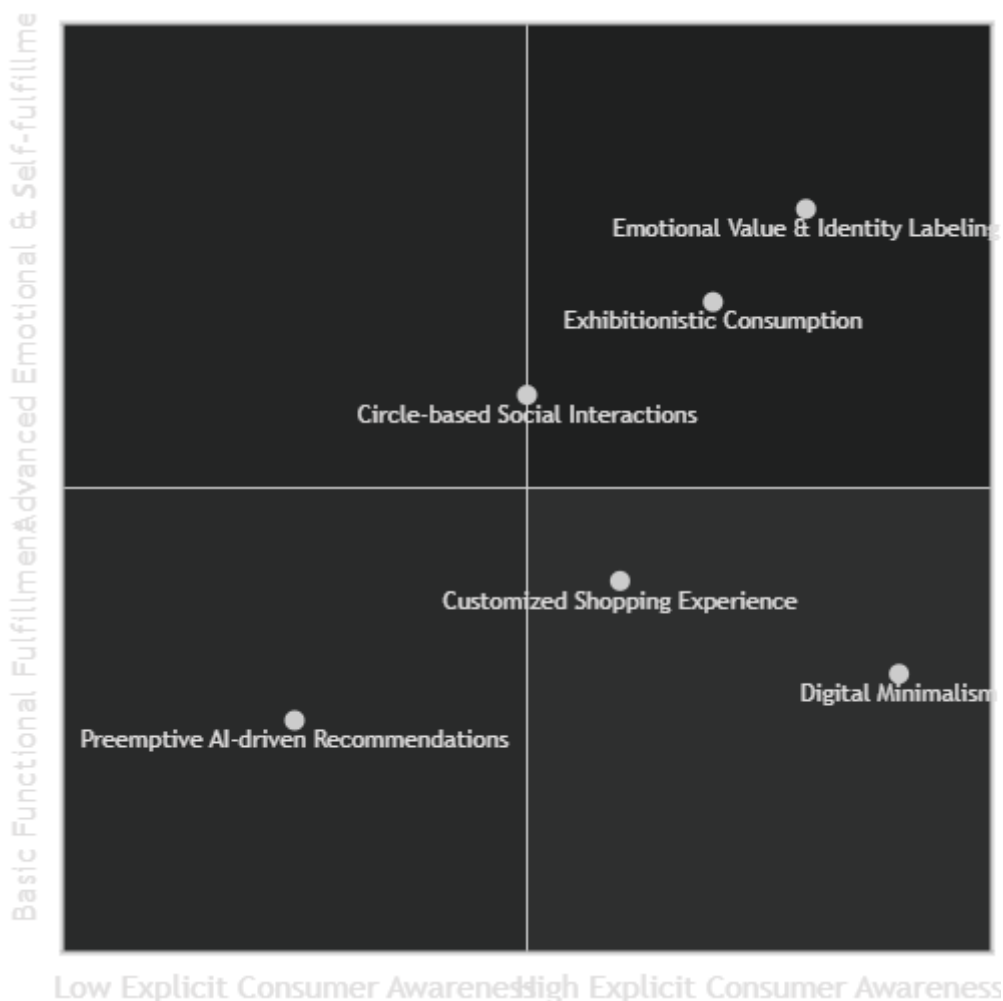 Advanced Emotional & Self-fulfillme
Emotional Value & Identity Labeling
Exhibitionistic Consumption
Circle-based Social Interactions
Basic Functional Fulfillment
Customized Shopping Experience
Digital Minimalism
Preemptive AI-driven Recommendations
Low Explicit Consumer Awareness
High Explicit Consumer Awareness